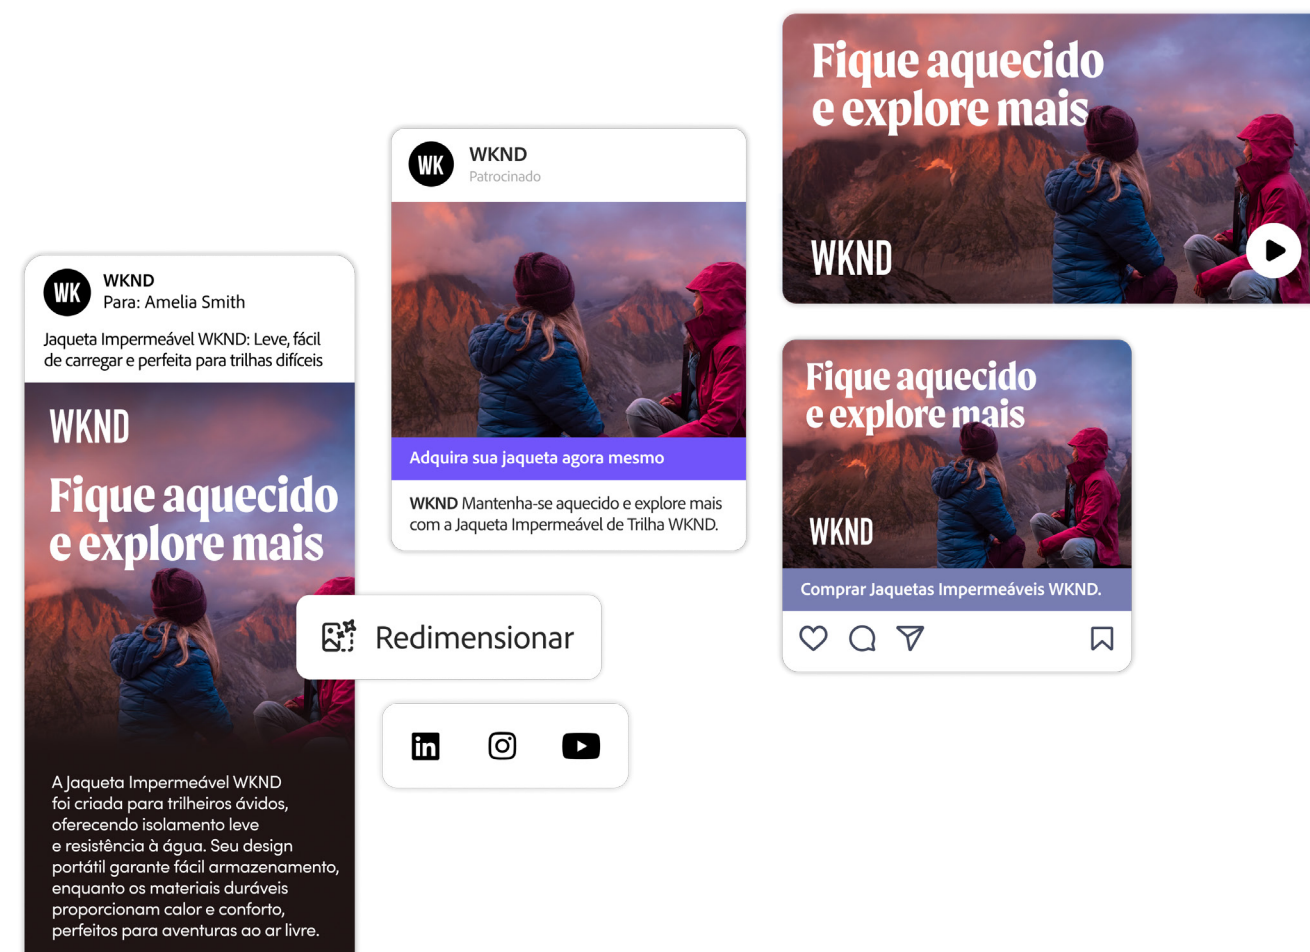 WK
WKND
Para: Amelia Smith
Jaqueta Impermeável WKND: Leve, fácil
de carregar e perfeita para trilhas difíceis
WKND
Fique aquecido
e explore mais
A Jaqueta Impermeável WKND
foi criada para trilheiros ávidos,
oferecendo isolamento leve
e resistência à água. Seu design
portátil garante fácil armazenamento,
enquanto os materiais duráveis
proporcionam calor e conforto,
perfeitos para aventuras ao ar livre.
WK
WKND
Patrocinado
Adquira sua jaqueta agora mesmo
WKND Mantenha-se aquecido e explore mais
com a Jaqueta Impermeável de Trilha WKND.
Redimensionar
in
Fique aquecido
e explore mais
WKND
Fique aquecido
e explore mais
WKND
Comprar Jaquetas Impermeáveis WKND.